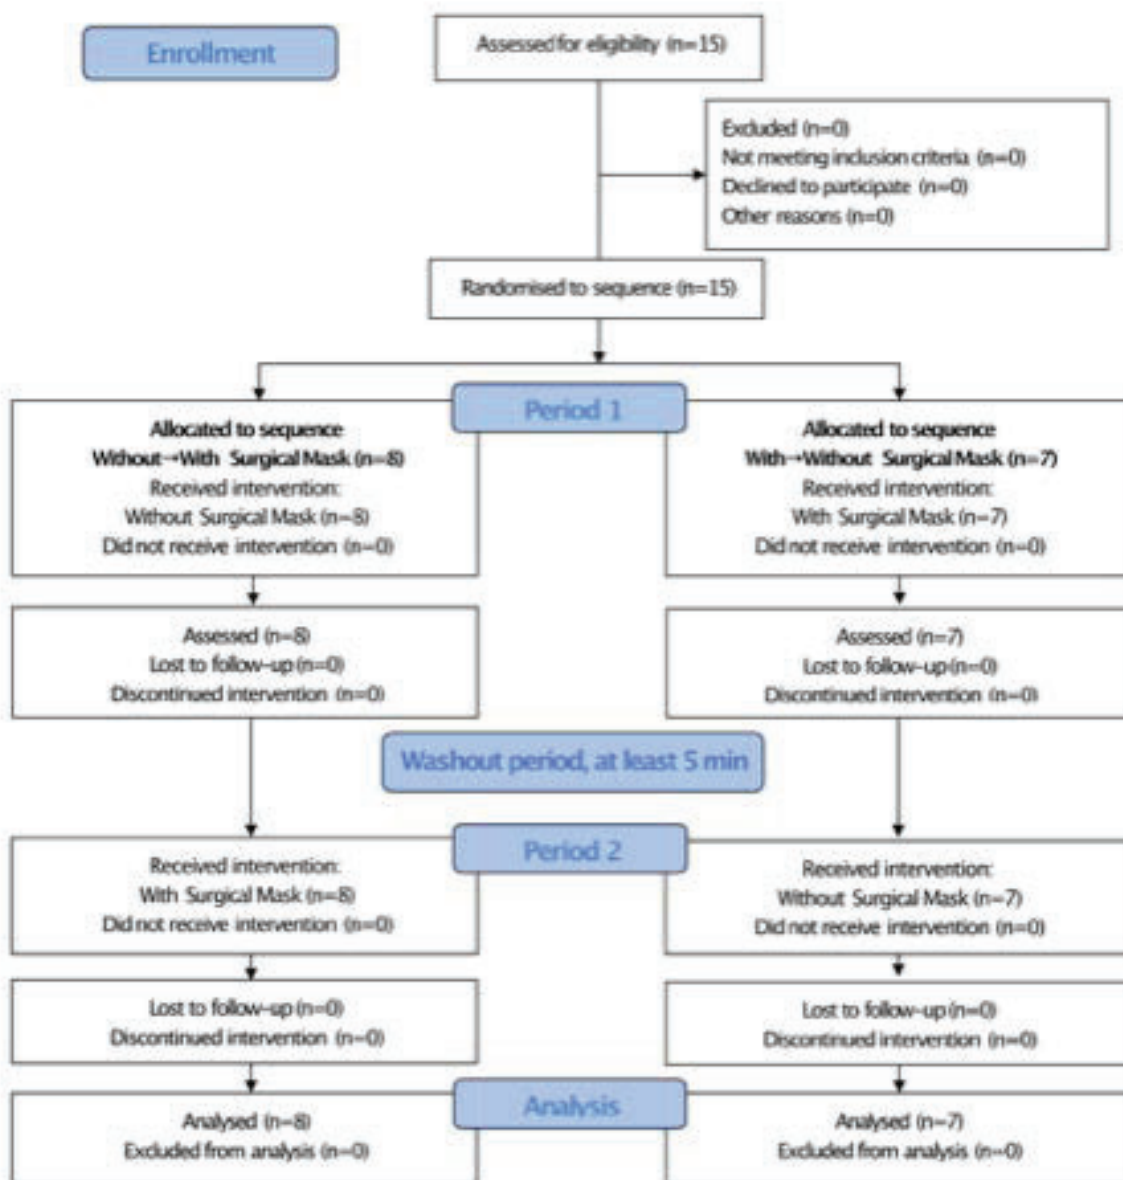 Enrollment
Assessed for eligibility (n=15)
Excluded (n=0)
Not meeting inclusion criteria (n=0)
Declined to participate (n=0)
Other reasons (n=0)
Randomised to sequence (n=15)
Period 1
Allocated to sequence
Without→With Surgical Mask (n=8)
Received intervention:
Without Surgical Mask (n=8)
Did not receive intervention (n=0)
Allocated to sequence
With→Without Surgical Mask (n=7)
Received intervention:
With Surgical Mask (n=7)
Did not receive intervention (n=0)
Assessed (n=8)
Lost to follow-up (n=0)
Discontinued intervention (n=0)
Assessed (n=7)
Lost to follow-up (n=0)
Discontinued intervention (n=0)
Washout period, at least 5 min
Period 2
Received intervention:
With Surgical Mask (n=8)
Did not receive intervention (n=0)
Received intervention:
Without Surgical Mask (n=7)
Did not receive intervention (n=0)
Lost to follow-up (n=0)
Discontinued intervention (n=0)
Lost to follow-up (n=0)
Discontinued intervention (n=0)
Analysis
Analysed (n=8)
Excluded from analysis (n=0)
Analysed (n=7)
Excluded from analysis (n=0)